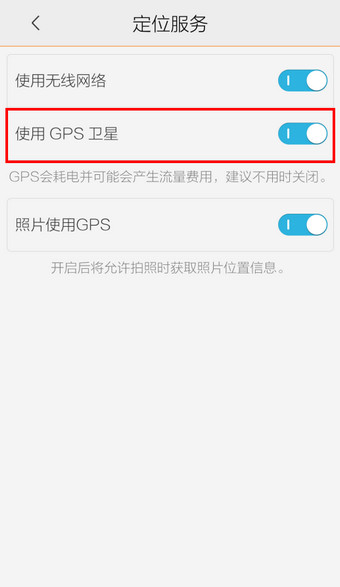 定位服务
使用无线网络
使用 GPS 卫星
GPS会耗电并可能会产生流量费用，建议不用时关闭。
照片使用GPS
开启后将允许拍照时获取照片位置信息。